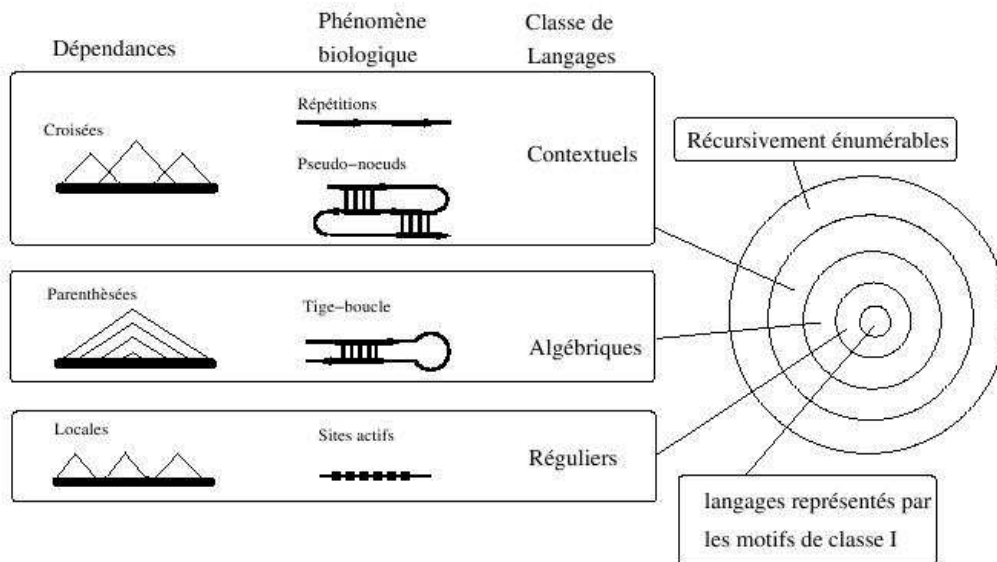 Dépendances
Phénomène
biologique
Classe de
Langages
Croisées
Répétitions
Pseudo-noeuds
Contextuels
Parenthèsées
Tige-boucle
Algébriques
Locales
Sites actifs
Réguliers
Récursivement énumérables
langages représentés par
les motifs de classe I